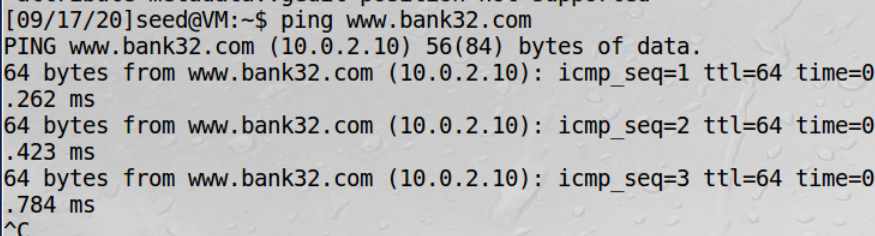 [09/17/20]seed@VM:~$ ping www.bank32.com
PING www.bank32.com (10.0.2.10) 56(84) bytes of data.
64 bytes from www.bank32.com (10.0.2.10): icmp_seq=1 ttl=64 time=0
.262 ms
64 bytes from www.bank32.com (10.0.2.10): icmp_seq=2 ttl=64 time=0
.423 ms
64 bytes from www.bank32.com (10.0.2.10): icmp_seq=3 ttl=64 time=0
.784 ms
^C